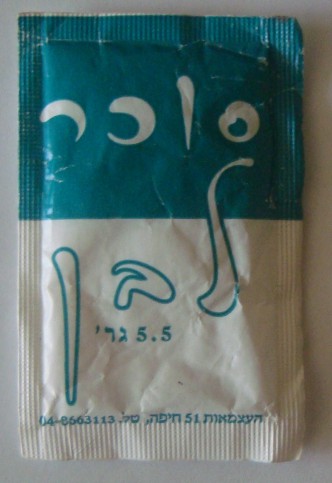 סוכר
לבן
5.5 גר'
העצמאות 51 חיפה, טל. 04-8663113